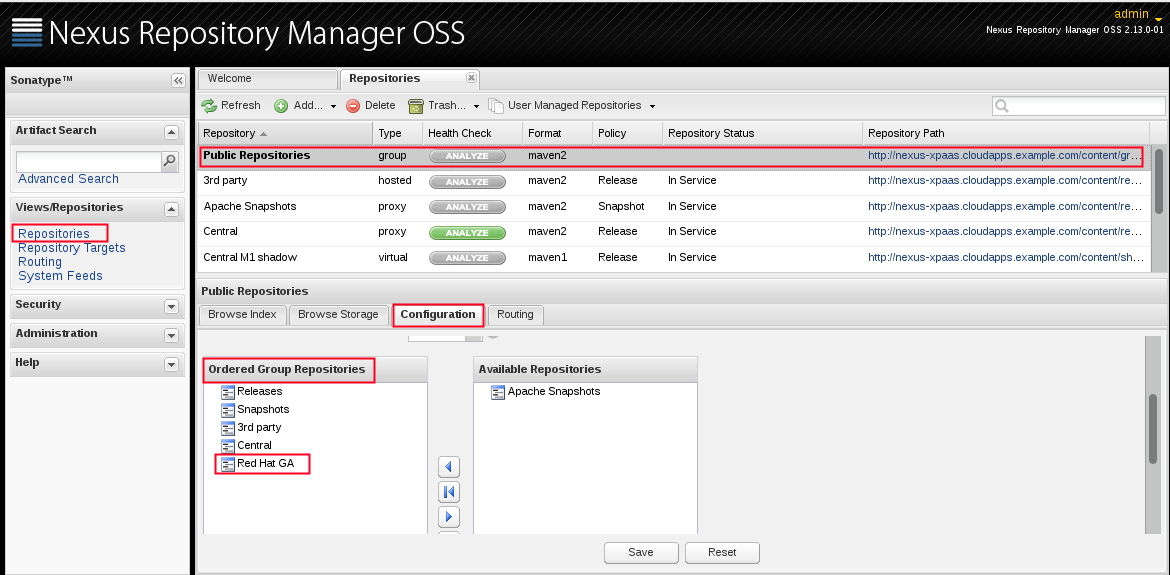 Nexus Repository Manager OSS
admin
Nexus Repository Manager OSS 2.13.0-01
Sonatype™
Artifact Search
Advanced Search
Views/Repositories
Repositories
Repository Targets
Routing
System Feeds
Security
Administration
Help
Welcome
Repositories
Refresh
Add...
Delete
Trash...
User Managed Repositories
Repository Type Health Check Format Policy Repository Status Repository Path
Public Repositories group ANALYZE maven2 http://nexus-xpaas.cloudapps.example.com/content/gr...
3rd party hosted ANALYZE maven2 Release In Service http://nexus-xpaas.cloudapps.example.com/content/re...
Apache Snapshots proxy ANALYZE maven2 Snapshot In Service http://nexus-xpaas.cloudapps.example.com/content/re...
Central proxy ANALYZE maven2 Release In Service http://nexus-xpaas.cloudapps.example.com/content/re...
Central M1 shadow virtual ANALYZE maven1 Release In Service http://nexus-xpaas.cloudapps.example.com/content/sh...
Public Repositories
Browse Index
Browse Storage
Configuration
Routing
Ordered Group Repositories
Releases
Snapshots
3rd party
Central
Red Hat GA
Available Repositories
Apache Snapshots
Save
Reset